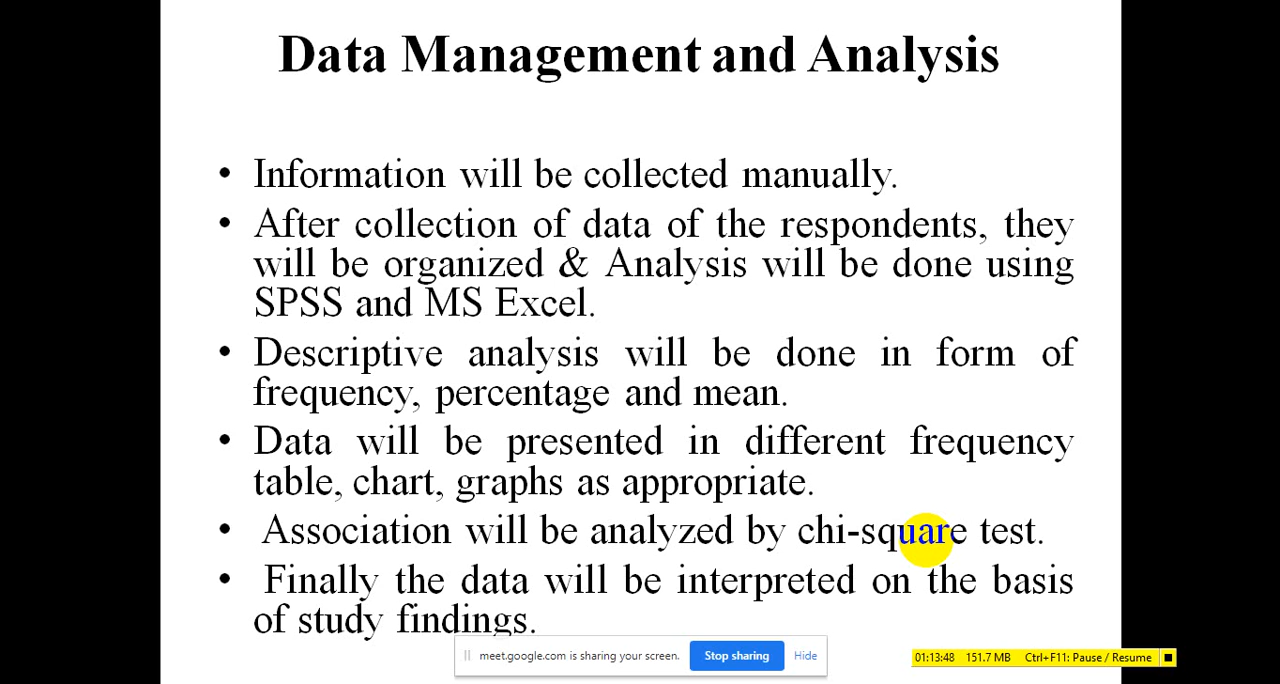 Data Management and Analysis
• Information will be collected manually.
• After collection of data of the respondents, they
will be organized & Analysis will be done using
SPSS and MS Excel.
• Descriptive analysis will be done in form of
frequency, percentage and mean.
• Data will be presented in different frequency
table, chart, graphs as appropriate.
• Association will be analyzed by chi-square test.
• Finally the data will be interpreted on the basis
of study findings.
meet.google.com is sharing your screen. Stop sharing Hide
01:13:48 151.7 MB Ctrl+F11: Pause / Resume